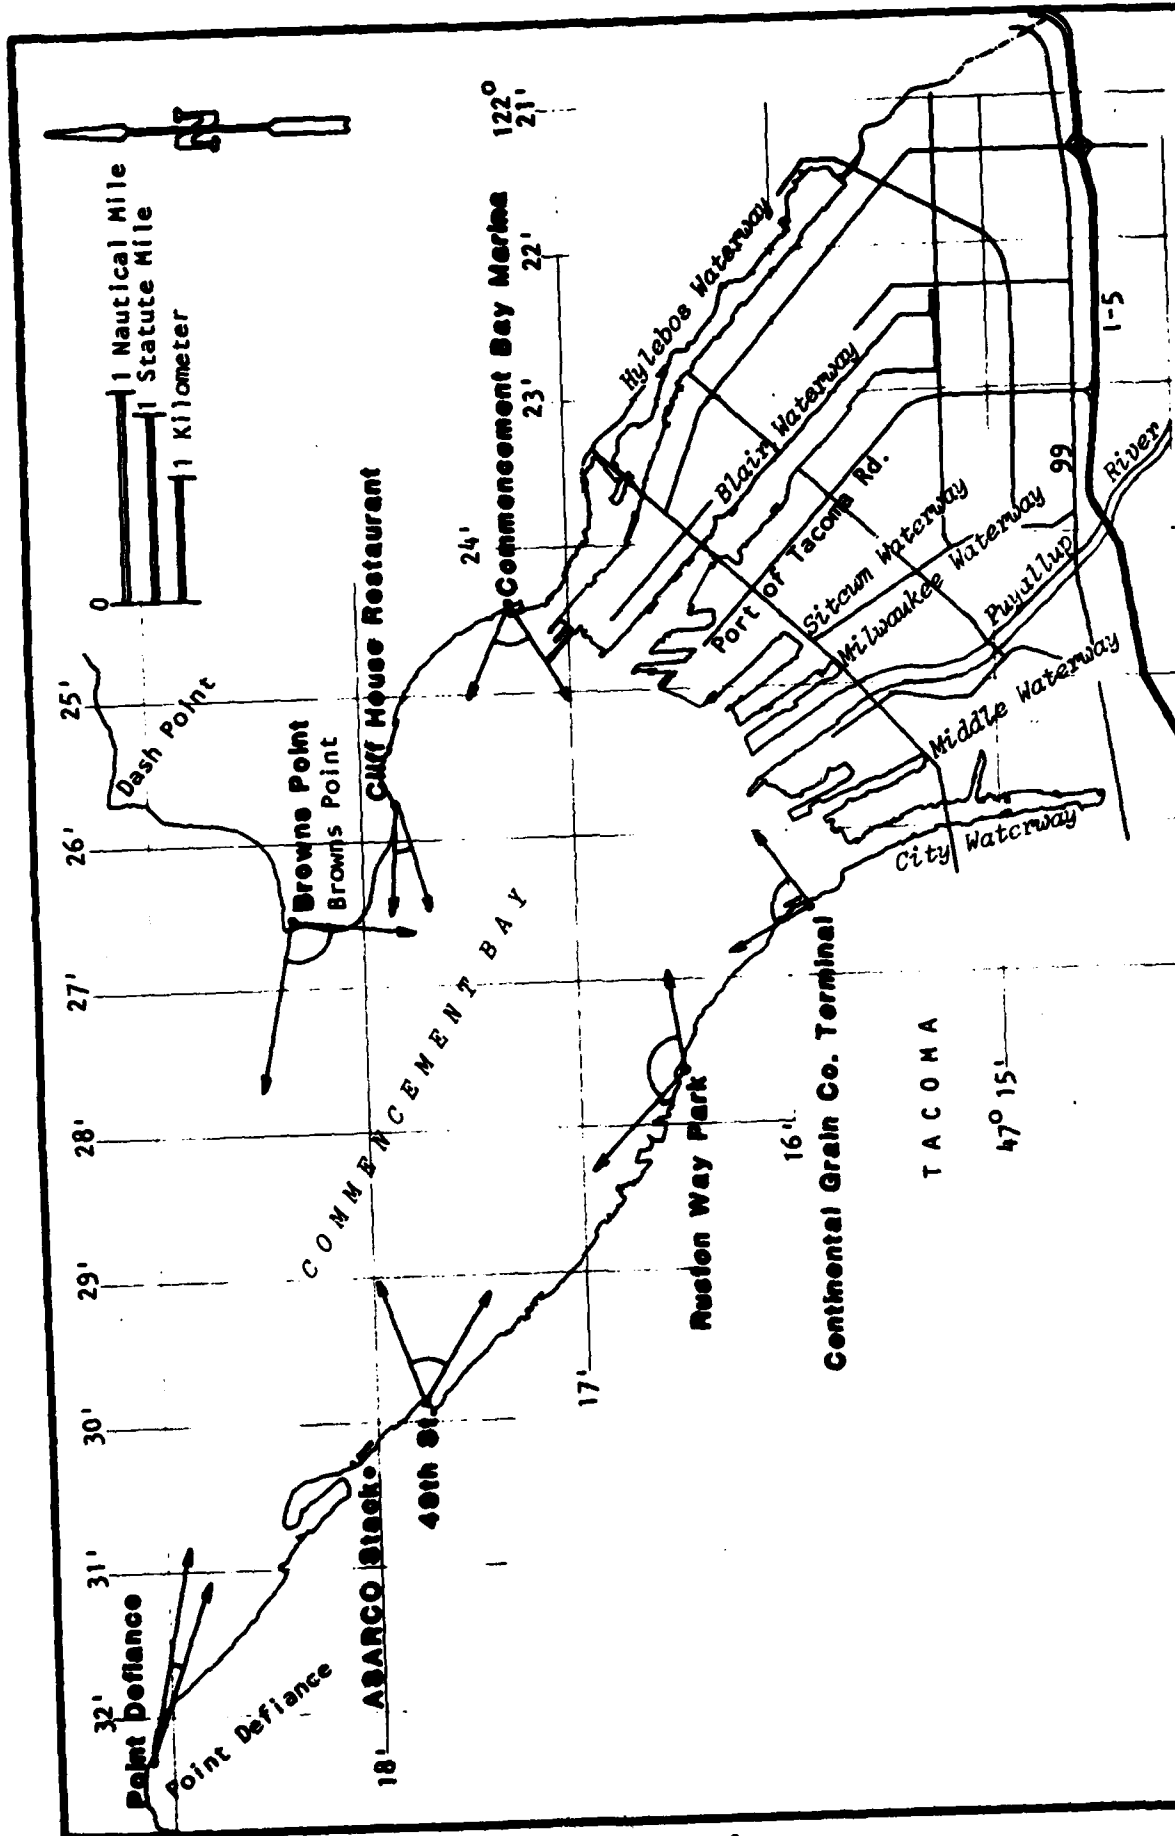 0
1 Nautical Mile
1 Statute Mile
1 Kilometer
N
32'
31'
30'
29'
28'
27'
26'
25'
24'
23'
22'
122° 21'
18'
17'
16'
47° 15'
Point Defiance
Point Defiance
ASARCO Stack
49th St.
Ruston Way Park
Continental Grain Co. Terminal
TACOMA
COMMENCEMENT BAY
Dash Point
Browns Point
Browns Point
Cliff House Restaurant
Commencement Bay Marina
Hylebos Waterway
Blair Waterway
Port of Tacoma Rd.
Sitcum Waterway
Milwaukee Waterway
Puyallup River
Middle Waterway
City Waterway
99
I-5